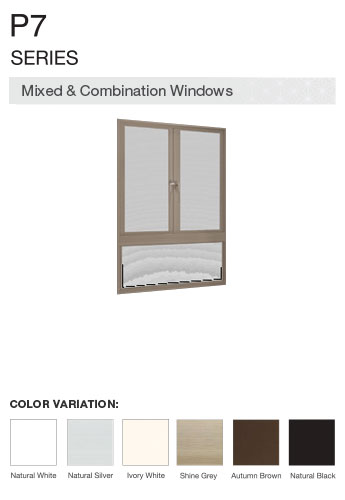 P7
SERIES
Mixed & Combination Windows
COLOR VARIATION:
Natural White Natural Silver Ivory White Shine Grey Autumn Brown Natural Black